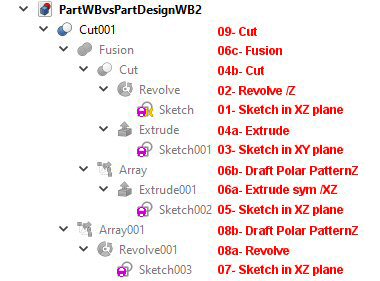 PartWBvsPartDesignWB2
Cut001 09- Cut
Fusion 06c- Fusion
Cut 04b- Cut
Revolve 02- Revolve /Z
Sketch 01- Sketch in XZ plane
Extrude 04a- Extrude
Sketch001 03- Sketch in XY plane
Array 06b- Draft Polar PatternZ
Extrude001 06a- Extrude sym /XZ
Sketch002 05- Sketch in XZ plane
Array001 08b- Draft Polar PatternZ
Revolve001 08a- Revolve
Sketch003 07- Sketch in XZ plane